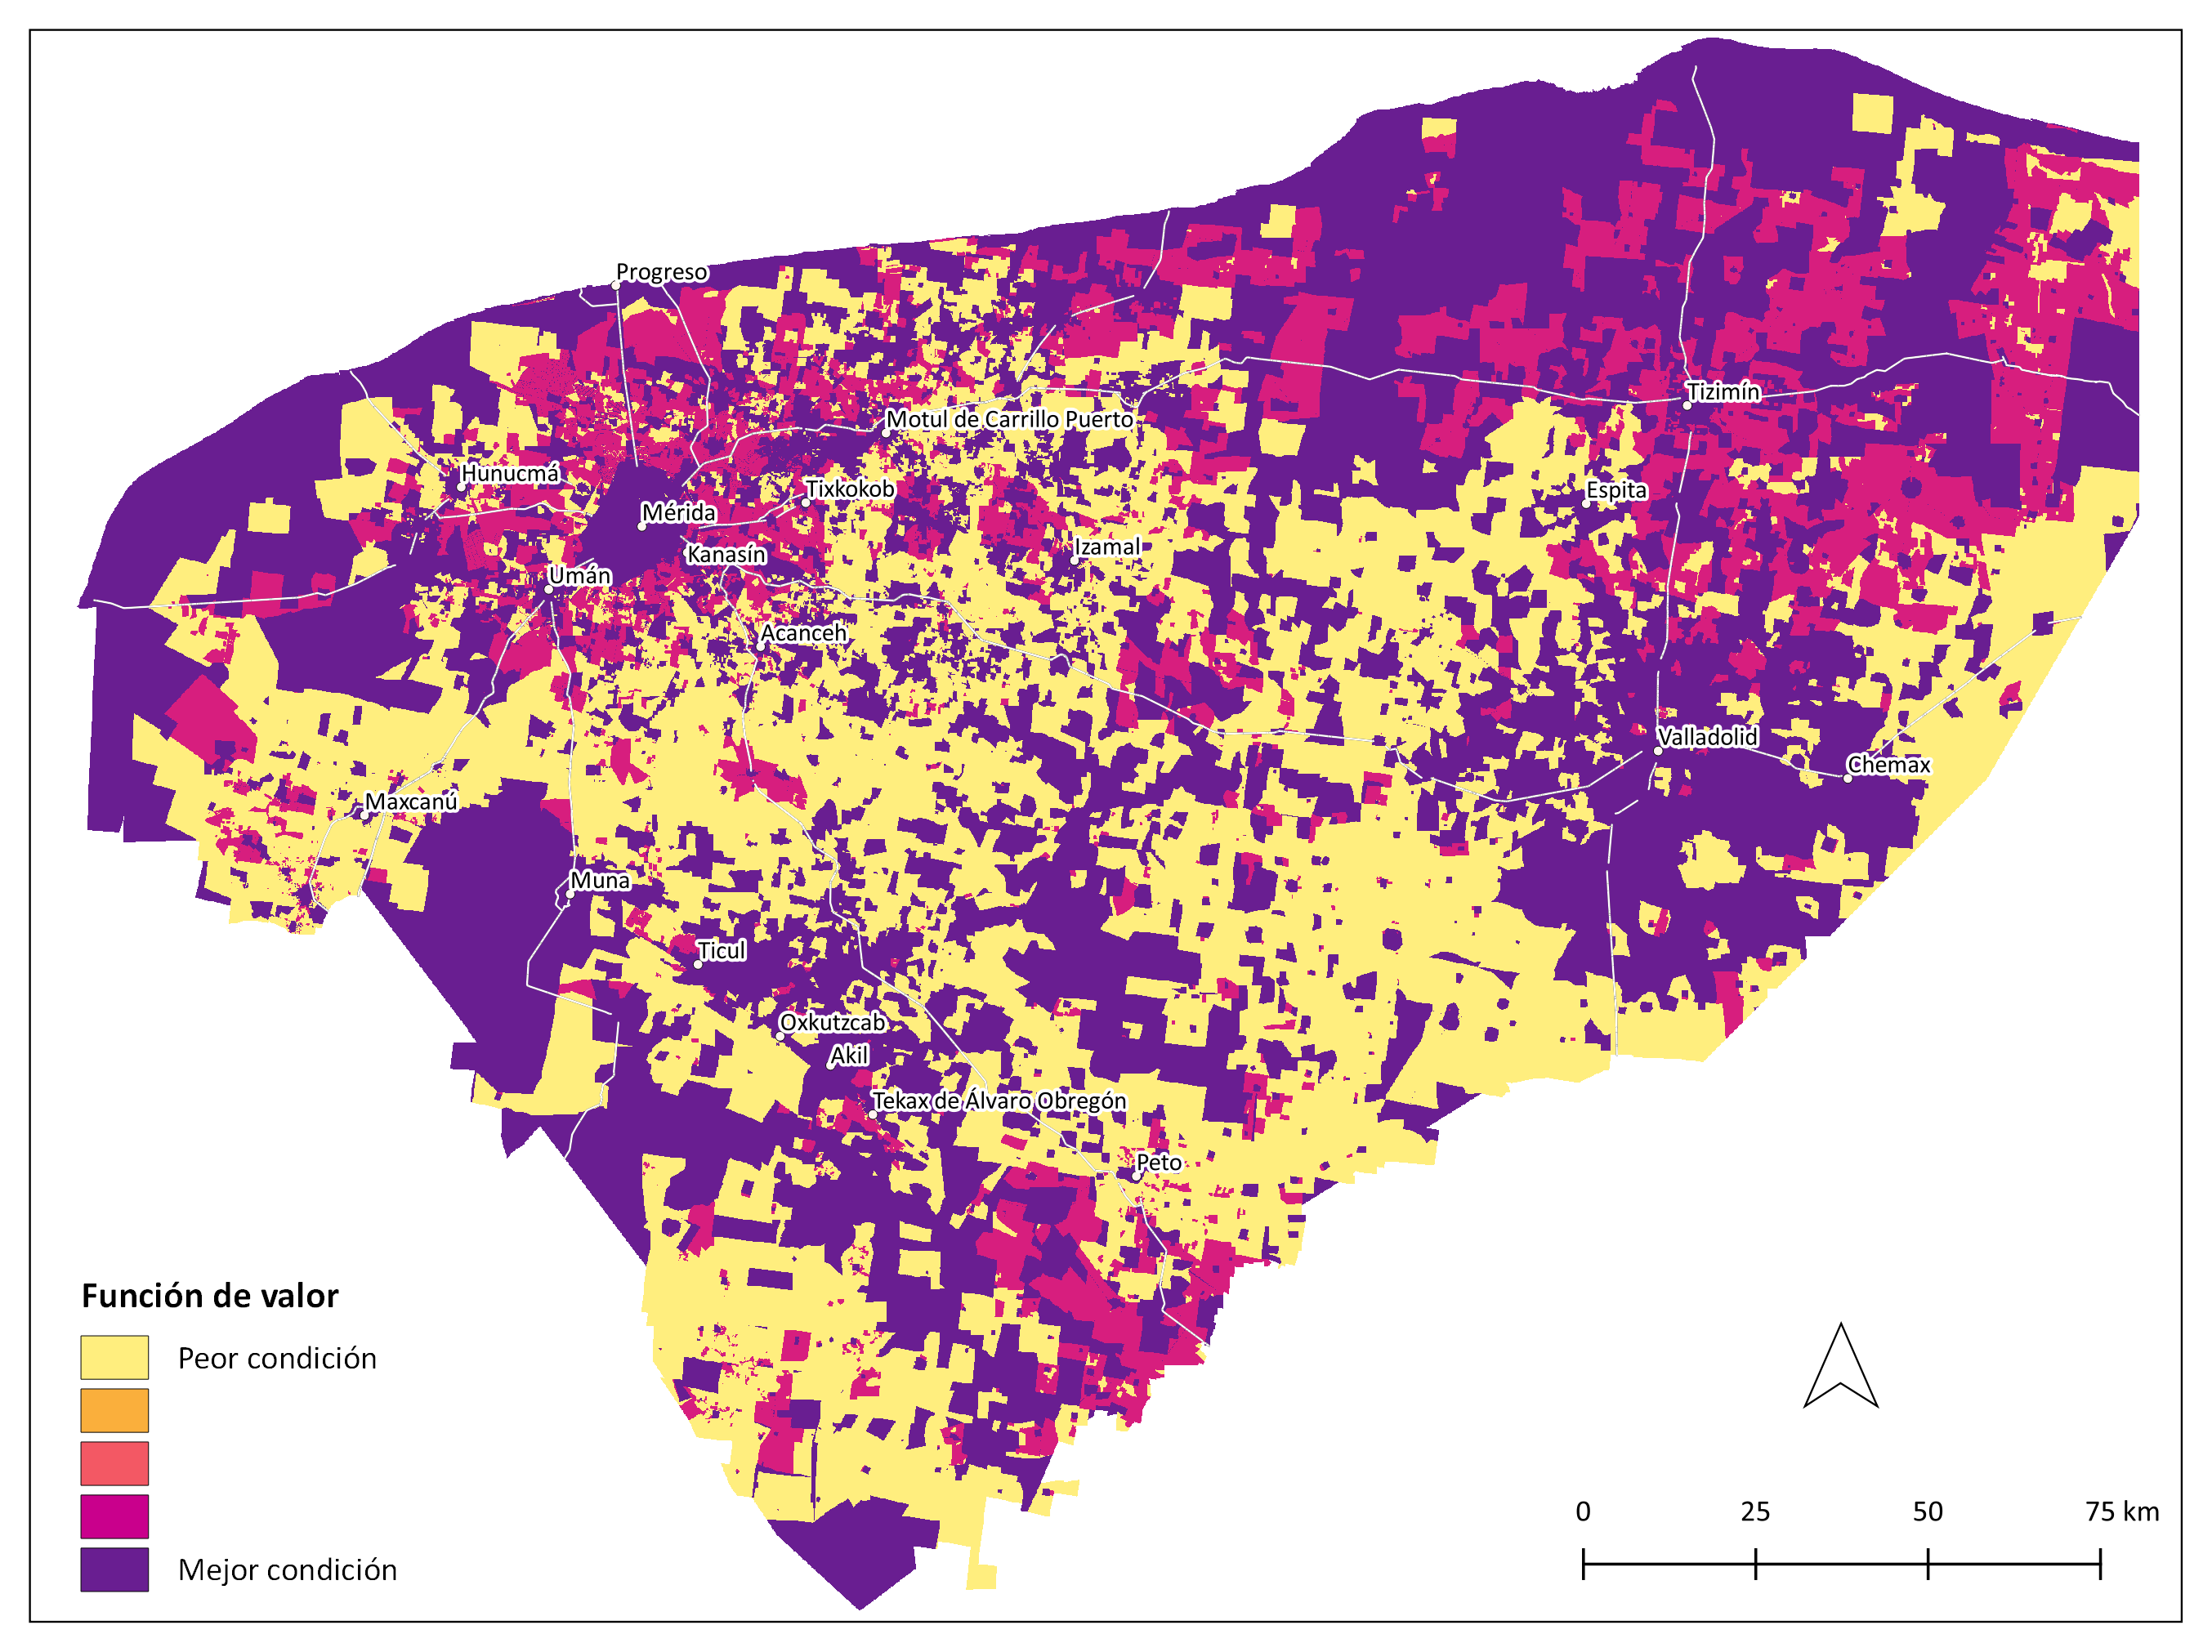 Progreso
Tizimín
Motul de Carrillo Puerto
Hunucmá
Tixkokob
Espita
Mérida
Izamal
Kanasín
Umán
Acanceh
Valladolid
Chemax
Maxcanú
Muna
Ticul
Oxkutzcab
Akil
Tekax de Álvaro Obregón
Peto
Función de valor
Peor condición
Mejor condición
0 25 50 75 km